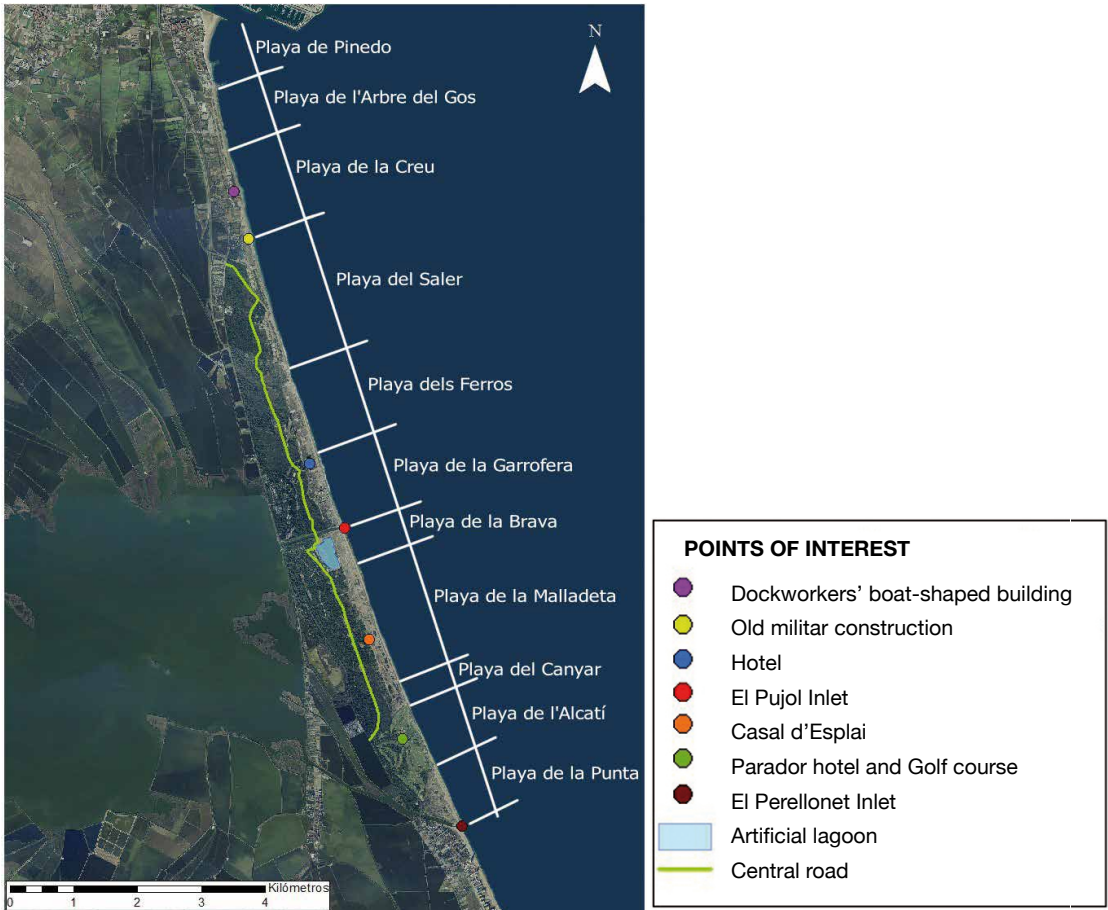 N
Playa de Pinedo
Playa de l'Arbre del Gos
Playa de la Creu
Playa del Saler
Playa dels Ferros
Playa de la Garrofera
Playa de la Brava
Playa de la Malladeta
Playa del Canyar
Playa de l'Alcatí
Playa de la Punta
Kilómetros
0 1 2 3 4
POINTS OF INTEREST
Dockworkers’ boat-shaped building
Old militar construction
Hotel
El Pujol Inlet
Casal d’Esplai
Parador hotel and Golf course
El Perellonet Inlet
Artificial lagoon
Central road